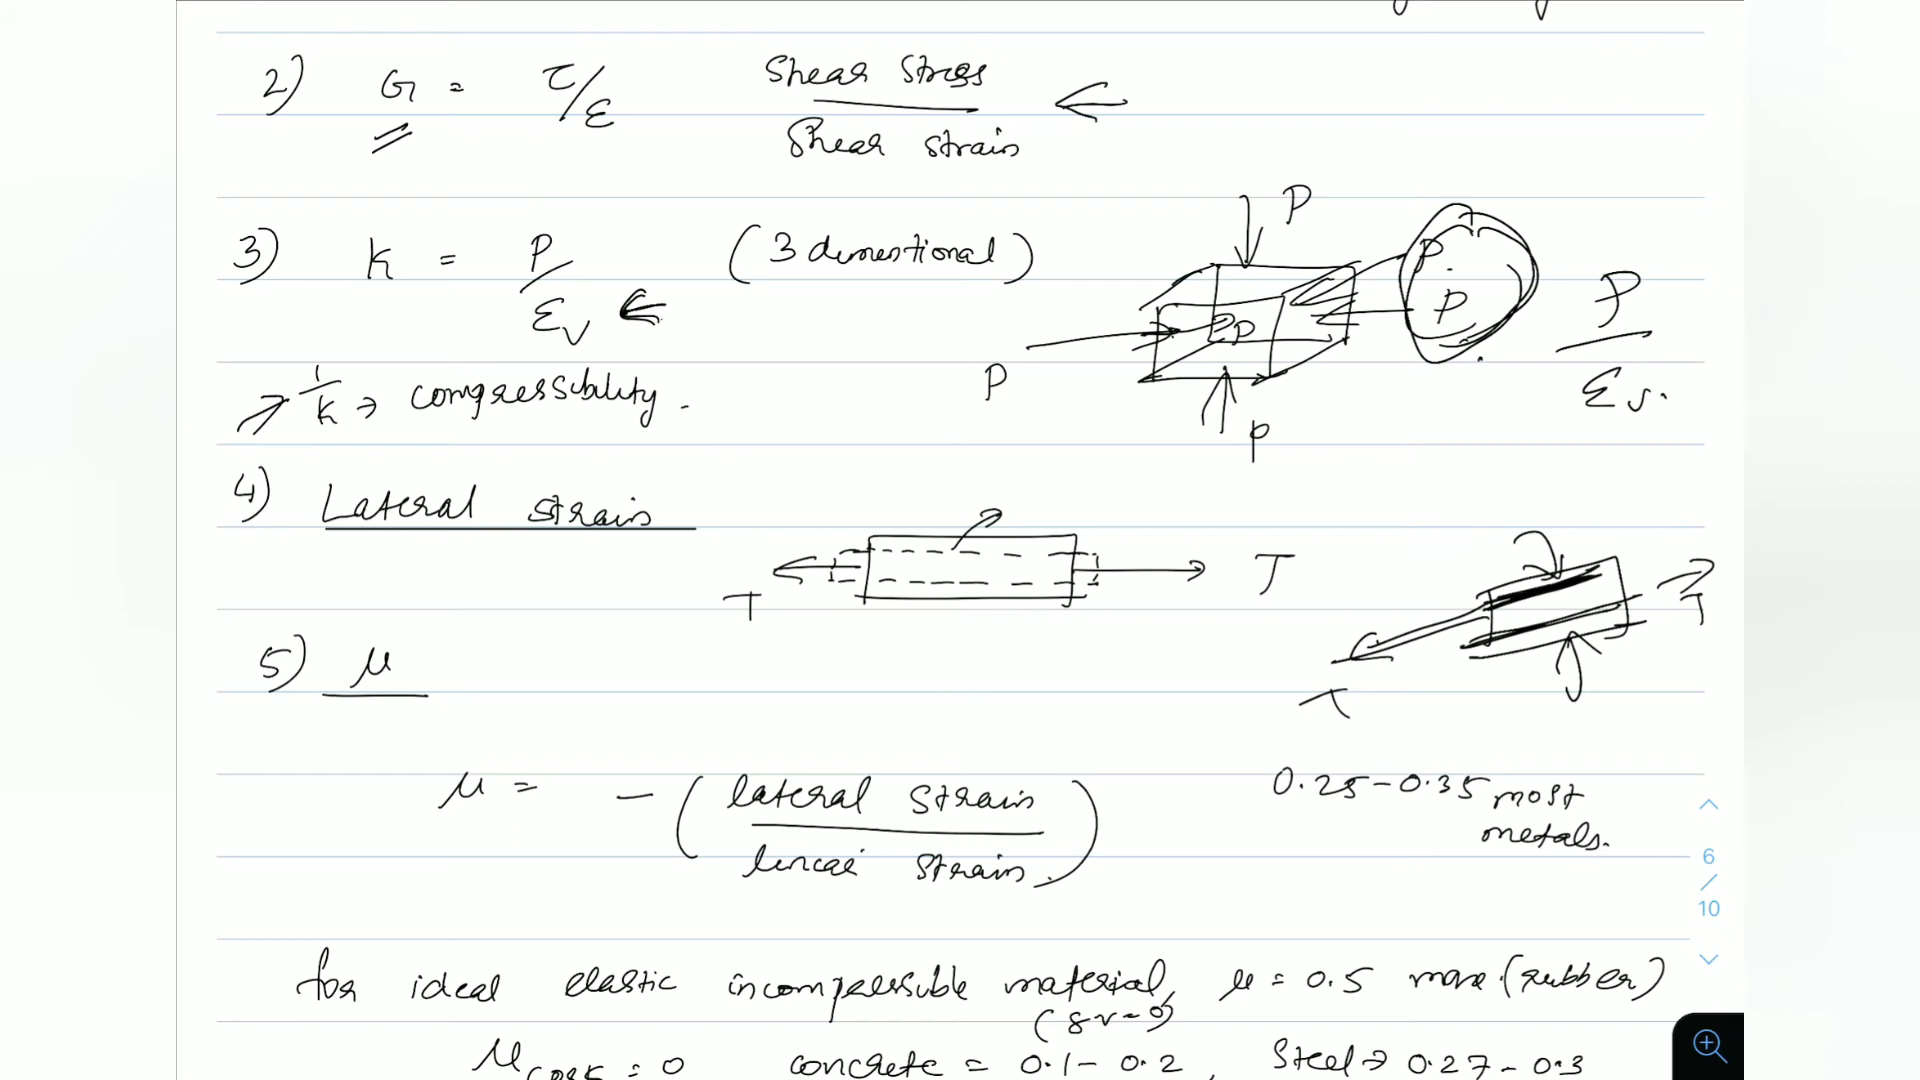 2) G = τ/ε Shear Stress / Shear strain
P
3) K = P/εv (3 dimentional)
P P P P
P/εv.
1/K → compressibility.
P
4) Lateral strain
T T
T T
5) μ
μ = - (lateral strain / linear strain)
0.25-0.35 most metals.
6
/
10
for ideal elastic incompressible material, μ = 0.5 max.(rubber)
(δv=0)
μcork = 0 concrete = 0.1-0.2, Steel → 0.27-0.3